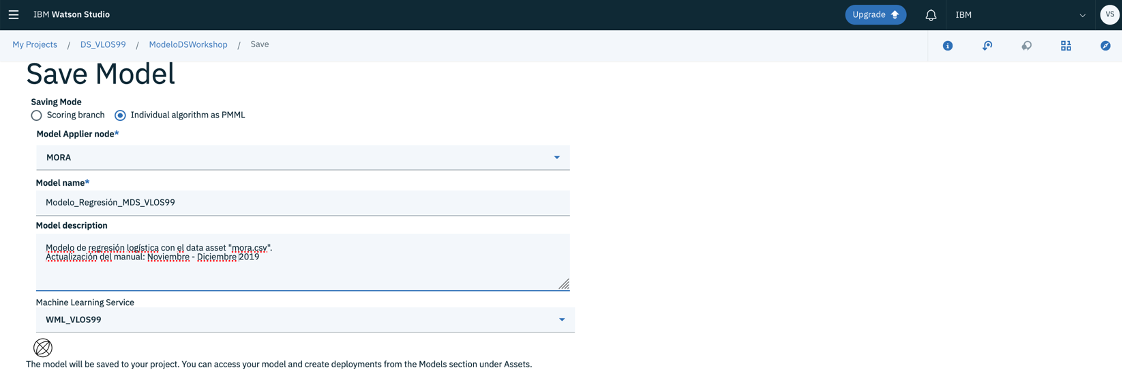 IBM Watson Studio
Upgrade
IBM
VS
My Projects / DS_VLOS99 / ModeloDSWorkshop / Save
Save Model
Saving Mode
Scoring branch Individual algorithm as PMML
Model Applier node*
MORA
Model name*
Modelo_Regresión_MDS_VLOS99
Model description
Modelo de regresión logística con el data asset "mora.csv".
Actualización del manual: Noviembre - Diciembre 2019
Machine Learning Service
WML_VLOS99
The model will be saved to your project. You can access your model and create deployments from the Models section under Assets.